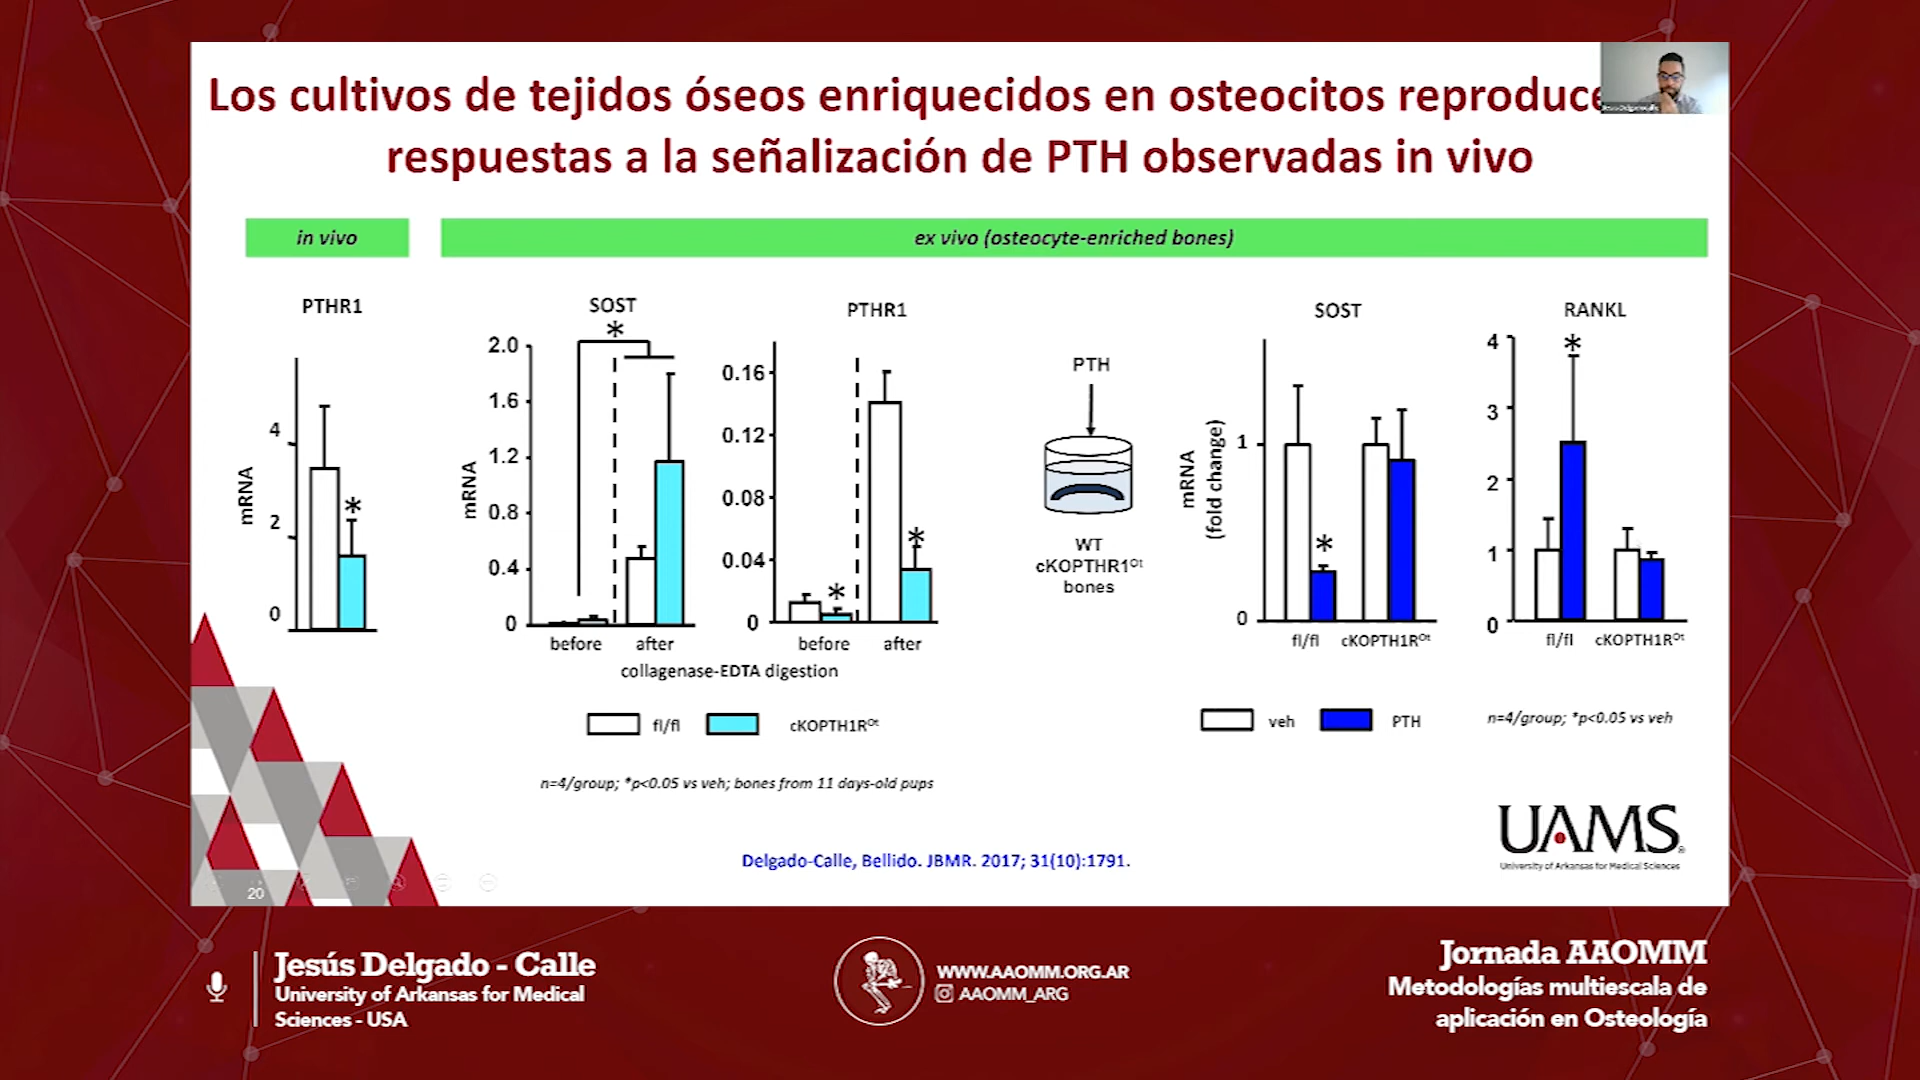 Los cultivos de tejidos óseos enriquecidos en osteocitos reproduce
respuestas a la señalización de PTH observadas in vivo
in vivo
ex vivo (osteocyte-enriched bones)
PTHR1
mRNA
4
2
0
*
SOST
*
mRNA
2.0
1.6
1.2
0.8
0.4
0
before
after
PTHR1
0.16
0.12
0.08
0.04
0
*
*
before
after
collagenase-EDTA digestion
fl/fl
cKOPTH1ROt
n=4/group; *p<0.05 vs veh; bones from 11 days-old pups
PTH
WT
cKOPTHR1Ot
bones
SOST
mRNA
(fold change)
1
0
*
fl/fl
cKOPTH1ROt
RANKL
4
3
2
1
0
*
fl/fl
cKOPTH1ROt
veh
PTH
n=4/group; *p<0.05 vs veh
Delgado-Calle, Bellido. JBMR. 2017; 31(10):1791.
UAMS
University of Arkansas for Medical Sciences
20
Jesús Delgado - Calle
University of Arkansas for Medical
Sciences - USA
WWW.AAOMM.ORG.AR
AAOMM_ARG
Jornada AAOMM
Metodologías multiescala de
aplicación en Osteología